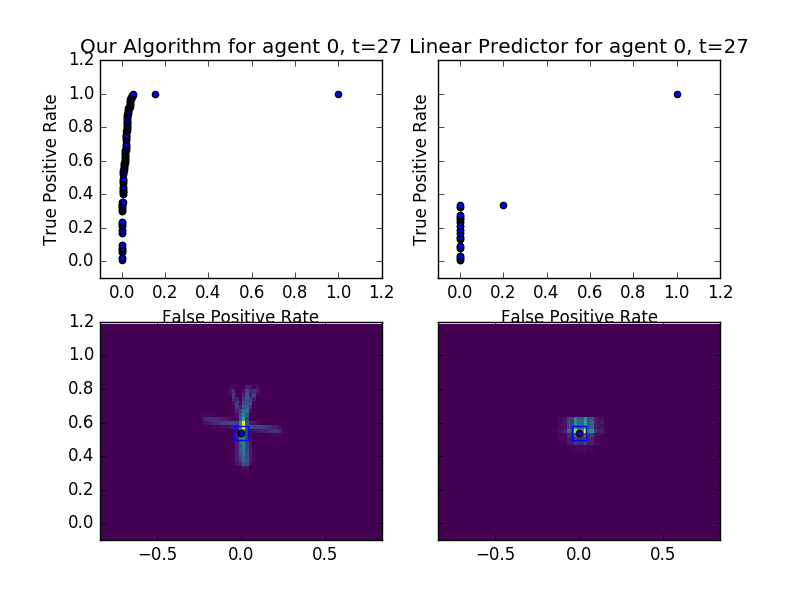 Our Algorithm for agent 0, t=27 Linear Predictor for agent 0, t=27
1.2
1.0
0.8
0.6
0.4
0.2
0.0
True Positive Rate
True Positive Rate
0.0 0.2 0.4 0.6 0.8 1.0 1.2
0.0 0.2 0.4 0.6 0.8 1.0 1.2
False Positive Rate
False Positive Rate
1.2
1.0
0.8
0.6
0.4
0.2
0.0
−0.5 0.0 0.5
−0.5 0.0 0.5